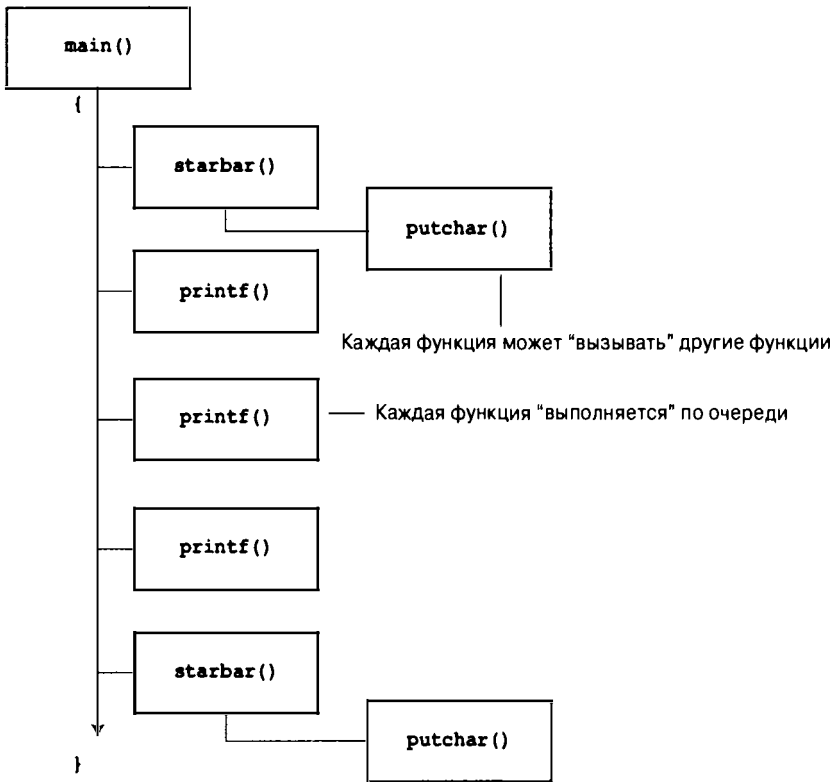 main()
{
starbar()
putchar()
printf()
Каждая функция может "вызывать" другие функции
printf()
Каждая функция "выполняется" по очереди
printf()
starbar()
putchar()
}